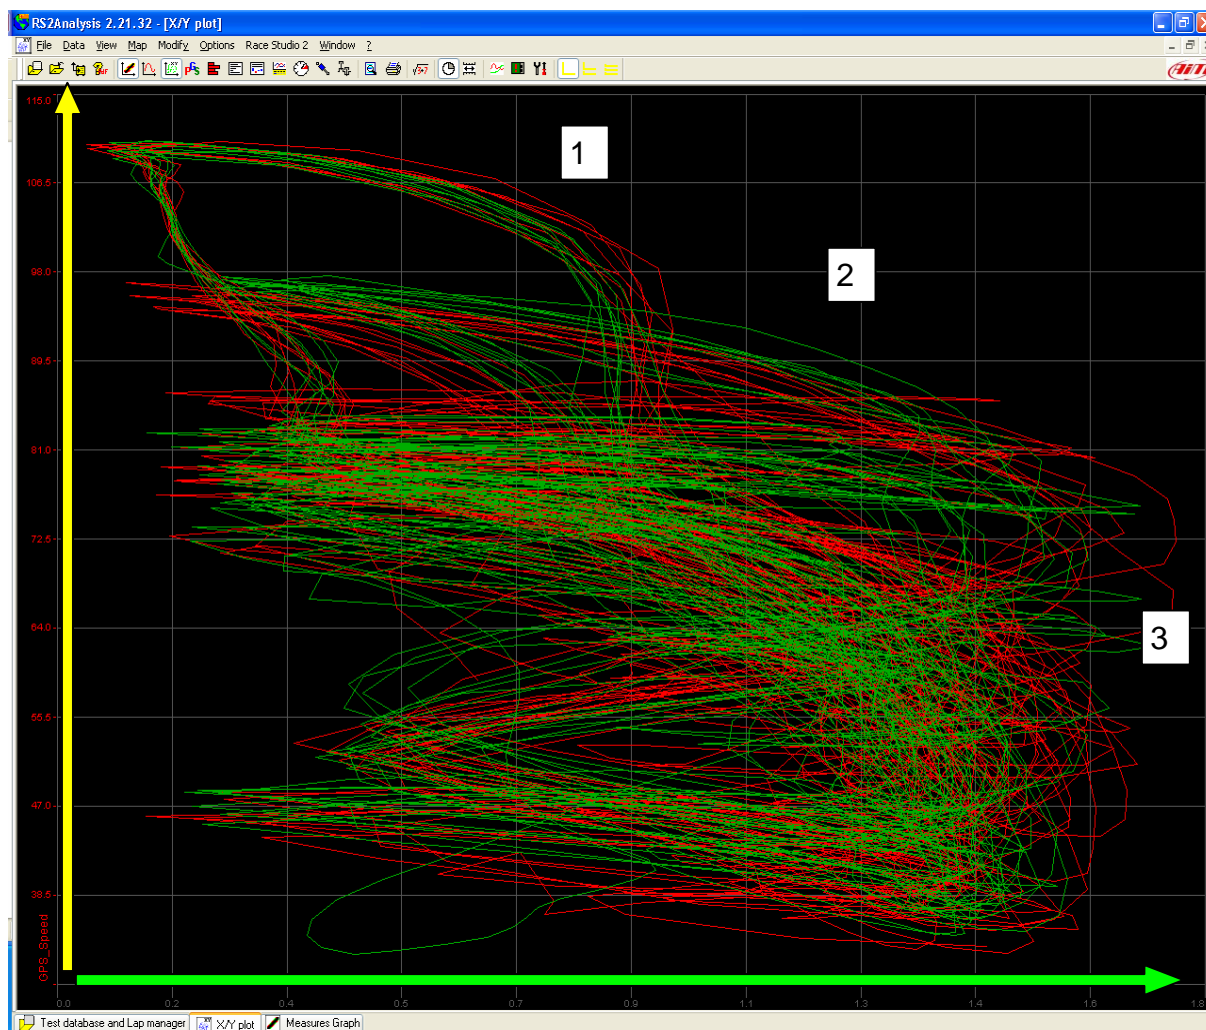 RS2Analysis 2.21.32 - [X/Y plot]
File Data View Map Modify Options Race Studio 2 Window ?
AiM
115.0
1
106.5
2
98.0
89.5
81.0
72.5
64.0
3
55.5
47.0
38.5
GPS_Speed
0.0 0.2 0.4 0.5 0.7 0.9 1.1 1.3 1.6 1.8
Test database and Lap manager X/Y plot Measures Graph